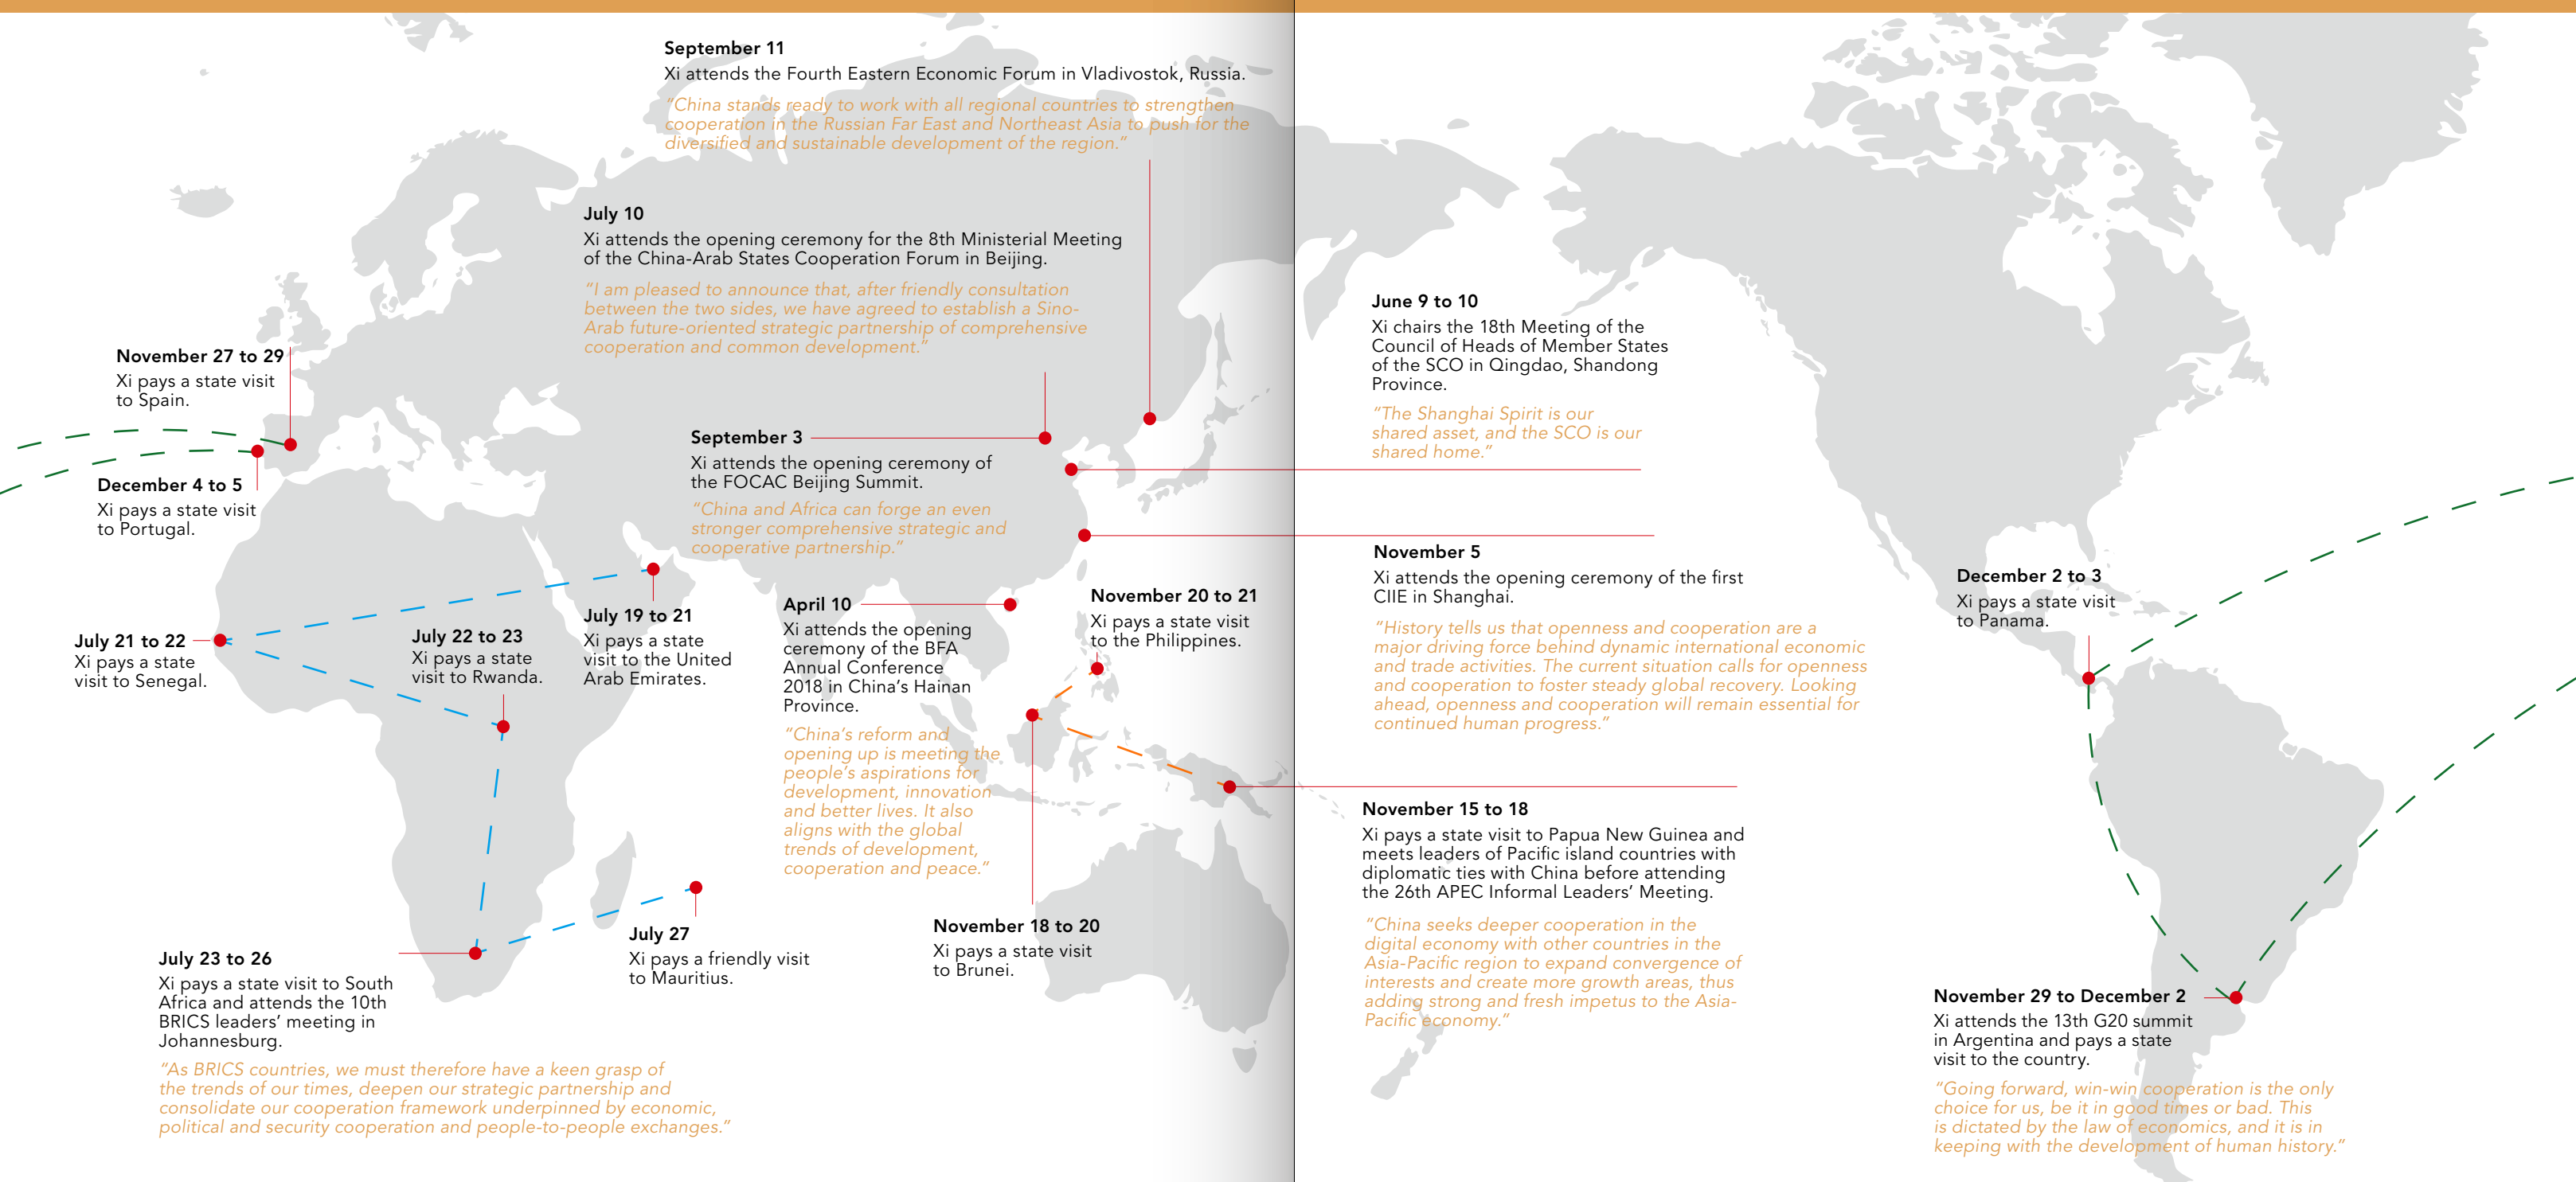 September 11
Xi attends the Fourth Eastern Economic Forum in Vladivostok, Russia.
“China stands ready to work with all regional countries to strengthen
cooperation in the Russian Far East and Northeast Asia to push for the
diversified and sustainable development of the region.”
July 10
Xi attends the opening ceremony for the 8th Ministerial Meeting
of the China-Arab States Cooperation Forum in Beijing.
“I am pleased to announce that, after friendly consultation
between the two sides, we have agreed to establish a Sino-
Arab future-oriented strategic partnership of comprehensive
cooperation and common development.”
November 27 to 29
Xi pays a state visit
to Spain.
December 4 to 5
Xi pays a state visit
to Portugal.
September 3
Xi attends the opening ceremony of
the FOCAC Beijing Summit.
“China and Africa can forge an even
stronger comprehensive strategic and
cooperative partnership.”
July 21 to 22
Xi pays a state
visit to Senegal.
July 22 to 23
Xi pays a state
visit to Rwanda.
July 19 to 21
Xi pays a state
visit to the United
Arab Emirates.
April 10
Xi attends the opening
ceremony of the BFA
Annual Conference
2018 in China’s Hainan
Province.
“China’s reform and
opening up is meeting the
people’s aspirations for
development, innovation
and better lives. It also
aligns with the global
trends of development,
cooperation and peace.”
November 20 to 21
Xi pays a state visit
to the Philippines.
July 23 to 26
Xi pays a state visit to South
Africa and attends the 10th
BRICS leaders’ meeting in
Johannesburg.
“As BRICS countries, we must therefore have a keen grasp of
the trends of our times, deepen our strategic partnership and
consolidate our cooperation framework underpinned by economic,
political and security cooperation and people-to-people exchanges.”
July 27
Xi pays a friendly visit
to Mauritius.
November 18 to 20
Xi pays a state visit
to Brunei.
June 9 to 10
Xi chairs the 18th Meeting of the
Council of Heads of Member States
of the SCO in Qingdao, Shandong
Province.
“The Shanghai Spirit is our
shared asset, and the SCO is our
shared home.”
November 5
Xi attends the opening ceremony of the first
CIIE in Shanghai.
“History tells us that openness and cooperation are a
major driving force behind dynamic international economic
and trade activities. The current situation calls for openness
and cooperation to foster steady global recovery. Looking
ahead, openness and cooperation will remain essential for
continued human progress.”
November 15 to 18
Xi pays a state visit to Papua New Guinea and
meets leaders of Pacific island countries with
diplomatic ties with China before attending
the 26th APEC Informal Leaders’ Meeting.
“China seeks deeper cooperation in the
digital economy with other countries in the
Asia-Pacific region to expand convergence of
interests and create more growth areas, thus
adding strong and fresh impetus to the Asia-
Pacific economy.”
December 2 to 3
Xi pays a state visit
to Panama.
November 29 to December 2
Xi attends the 13th G20 summit
in Argentina and pays a state
visit to the country.
“Going forward, win-win cooperation is the only
choice for us, be it in good times or bad. This
is dictated by the law of economics, and it is in
keeping with the development of human history.”